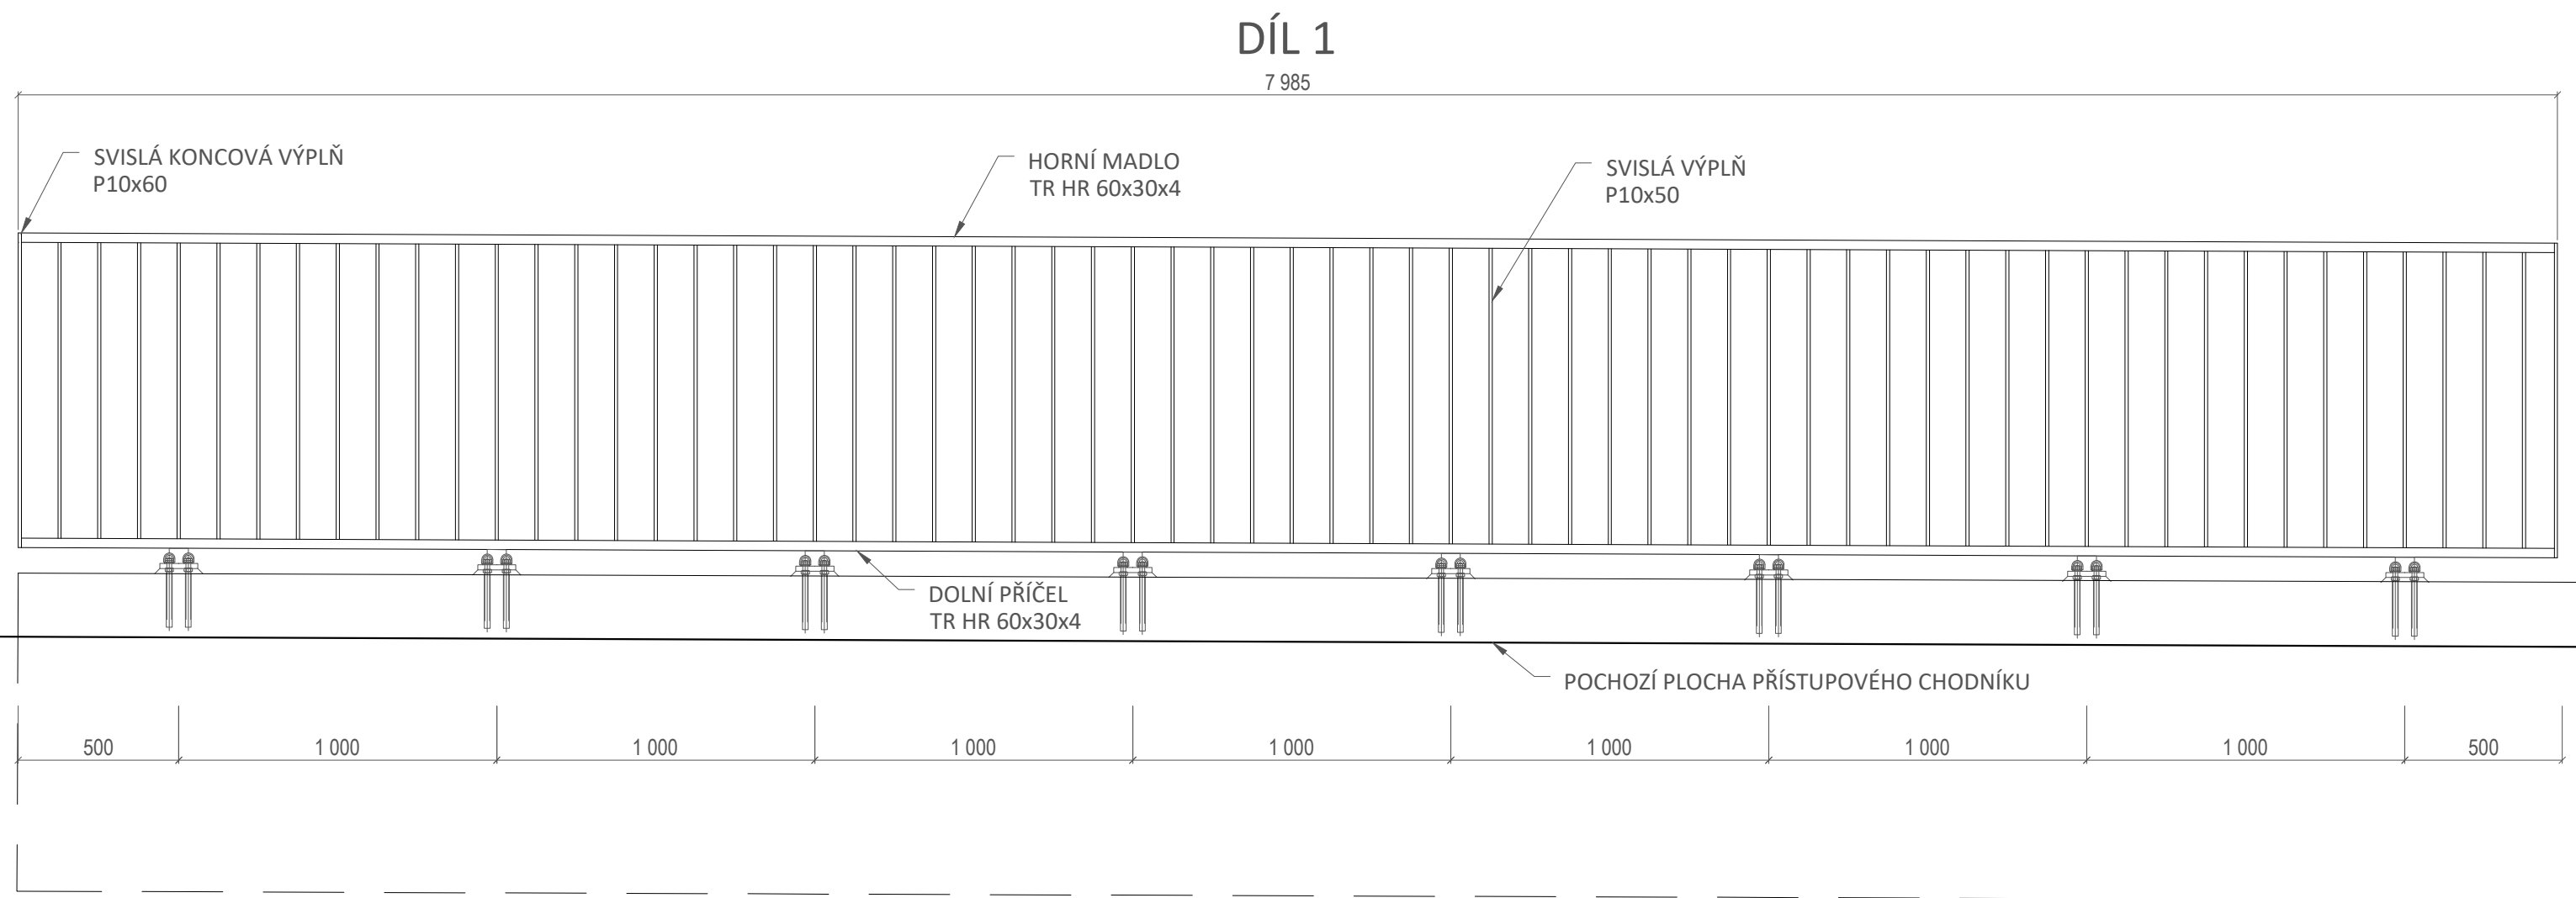 DÍL 1
7 985
SVISLÁ KONCOVÁ VÝPLŇ
P10x60
HORNÍ MADLO
TR HR 60x30x4
SVISLÁ VÝPLŇ
P10x50
DOLNÍ PŘÍČEL
TR HR 60x30x4
POCHOZÍ PLOCHA PŘÍSTUPOVÉHO CHODNÍKU
500 1 000 1 000 1 000 1 000 1 000 1 000 1 000 500